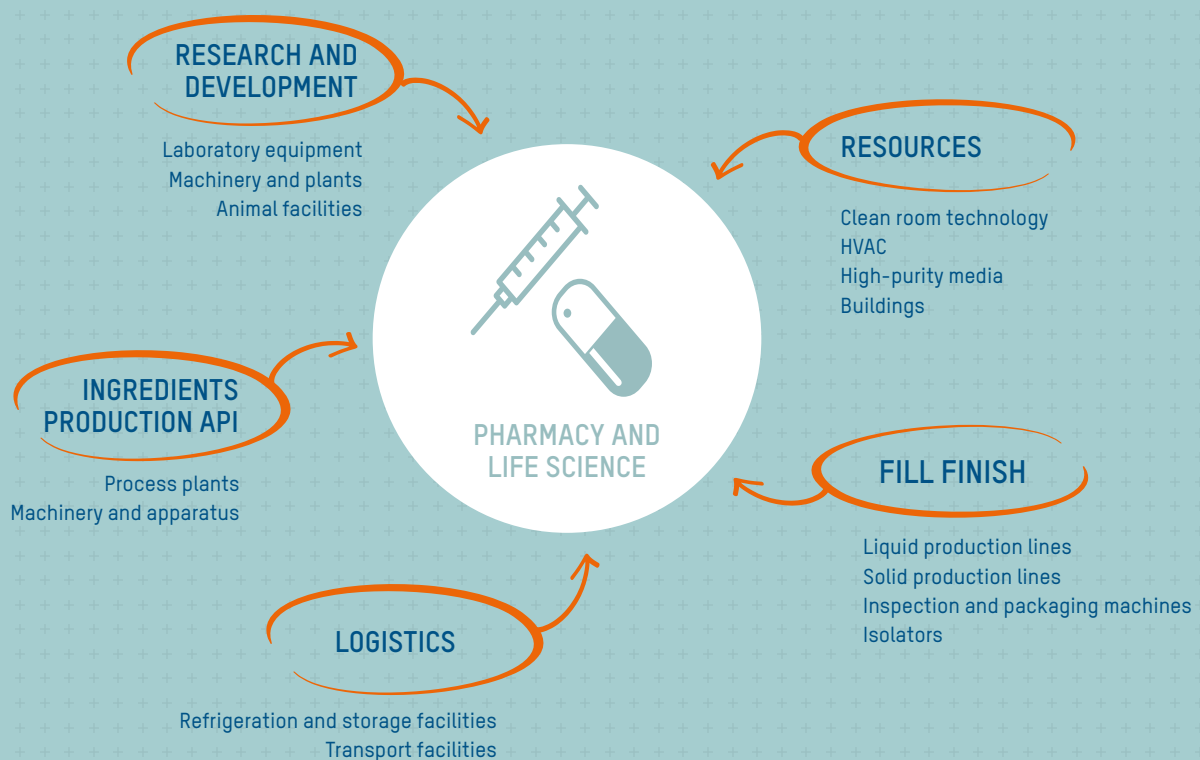 RESEARCH AND
DEVELOPMENT
Laboratory equipment
Machinery and plants
Animal facilities
RESOURCES
Clean room technology
HVAC
High-purity media
Buildings
INGREDIENTS
PRODUCTION API
Process plants
Machinery and apparatus
PHARMACY AND
LIFE SCIENCE
FILL FINISH
Liquid production lines
Solid production lines
Inspection and packaging machines
Isolators
LOGISTICS
Refrigeration and storage facilities
Transport facilities